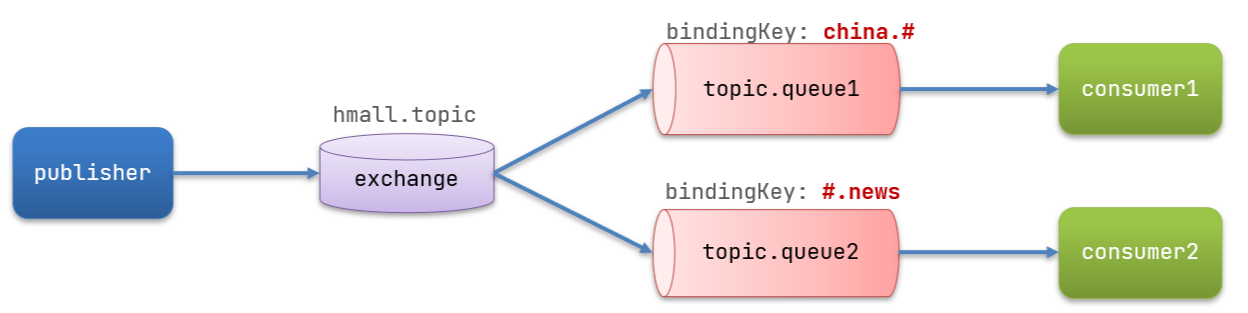 bindingKey: china.#
topic.queue1
consumer1
hmall.topic
publisher
exchange
bindingKey: #.news
topic.queue2
consumer2